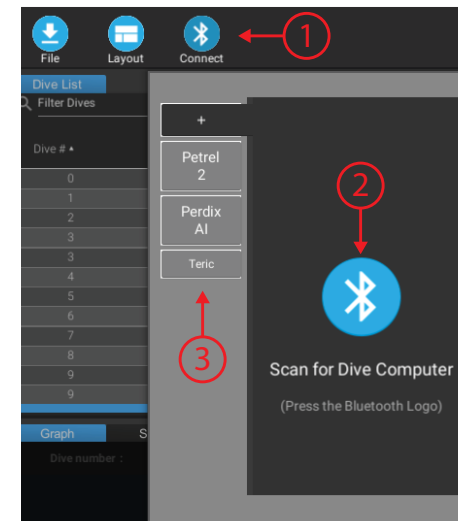 File
Layout
Connect
1
Dive List
Filter Dives
Dive #
0
1
2
3
3
4
5
6
7
8
9
9
+
Petrel
2
Perdix
AI
Teric
3
2
Scan for Dive Computer
(Press the Bluetooth Logo)
Graph
S
Dive number :